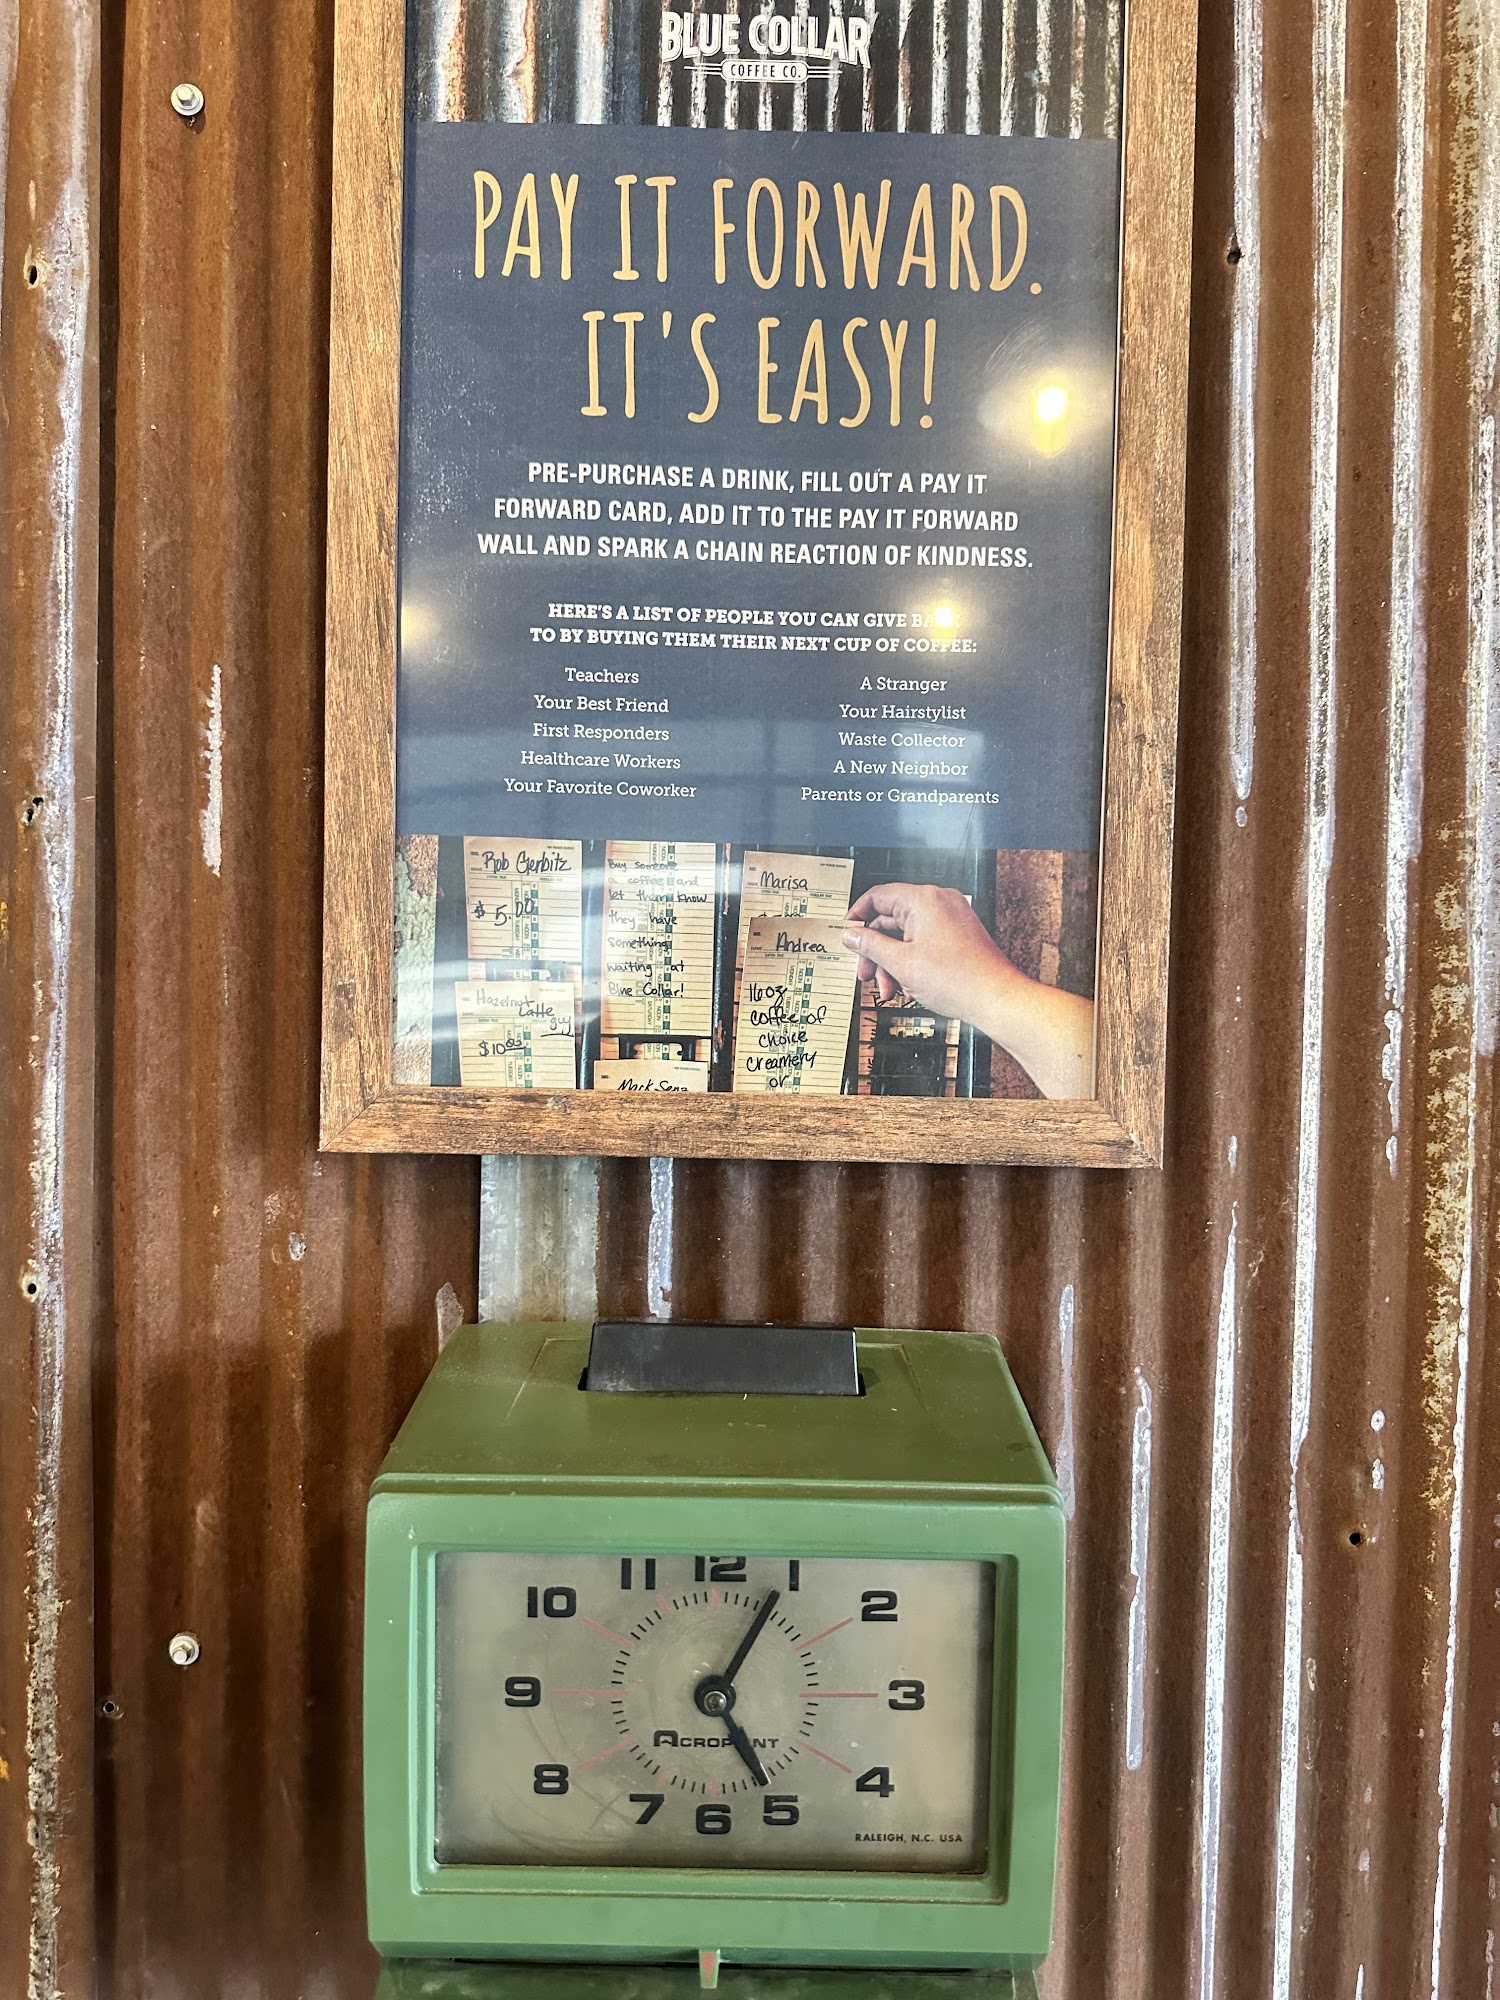 BLUE COLLAR
COFFEE CO.
PAY IT FORWARD.
IT'S EASY!
PRE-PURCHASE A DRINK, FILL OUT A PAY IT
FORWARD CARD, ADD IT TO THE PAY IT FORWARD
WALL AND SPARK A CHAIN REACTION OF KINDNESS.
HERE'S A LIST OF PEOPLE YOU CAN GIVE BACK
TO BY BUYING THEM THEIR NEXT CUP OF COFFEE:
Teachers
Your Best Friend
First Responders
Healthcare Workers
Your Favorite Coworker
A Stranger
Your Hairstylist
Waste Collector
A New Neighbor
Parents or Grandparents
Rob Gerbitz
$5.00
Hazelnut
Latte
guy
$10.00
Buy someone
a coffee and
let them know
they have
something
waiting at
Blue Collar!
Mark
Marisa
Andrea
16oz
coffee of
choice
creamery
or
11 12 1
10 2
9 3
ACROPRINT
8 4
7 6 5
RALEIGH, N.C. USA